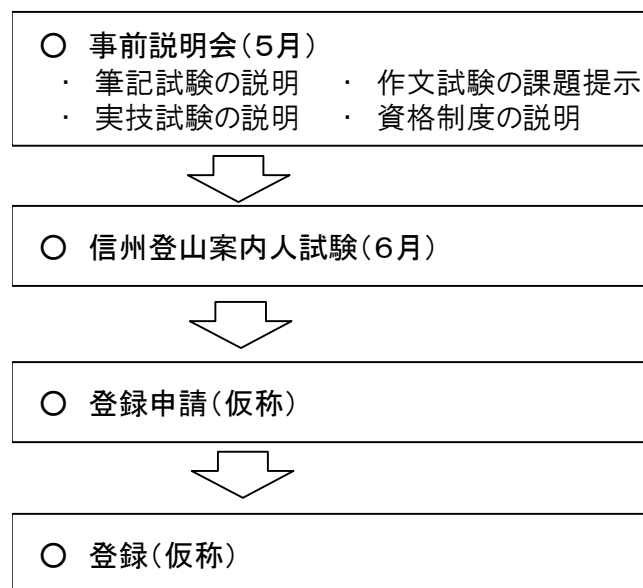 ○ 事前説明会(5月)
・ 筆記試験の説明 ・ 作文試験の課題提示
・ 実技試験の説明 ・ 資格制度の説明
○ 信州登山案内人試験(6月)
○ 登録申請(仮称)
○ 登録(仮称)